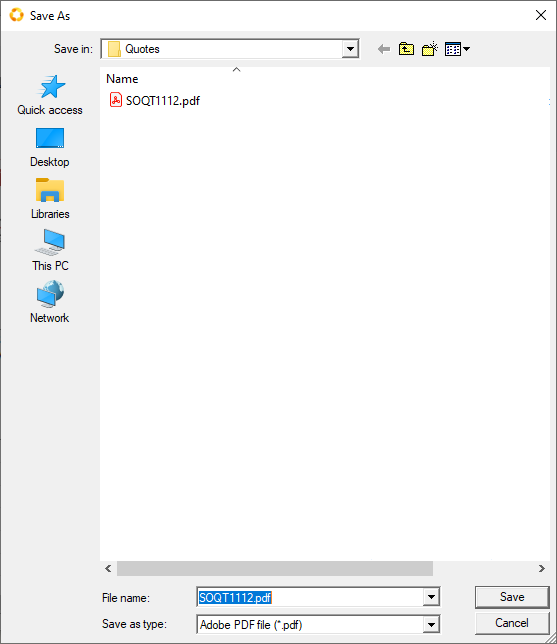 Save As
Save in: Quotes
Quick access
Desktop
Libraries
This PC
Network
Name
SOQT1112.pdf
File name: SOQT1112.pdf Save
Save as type: Adobe PDF file (*.pdf) Cancel